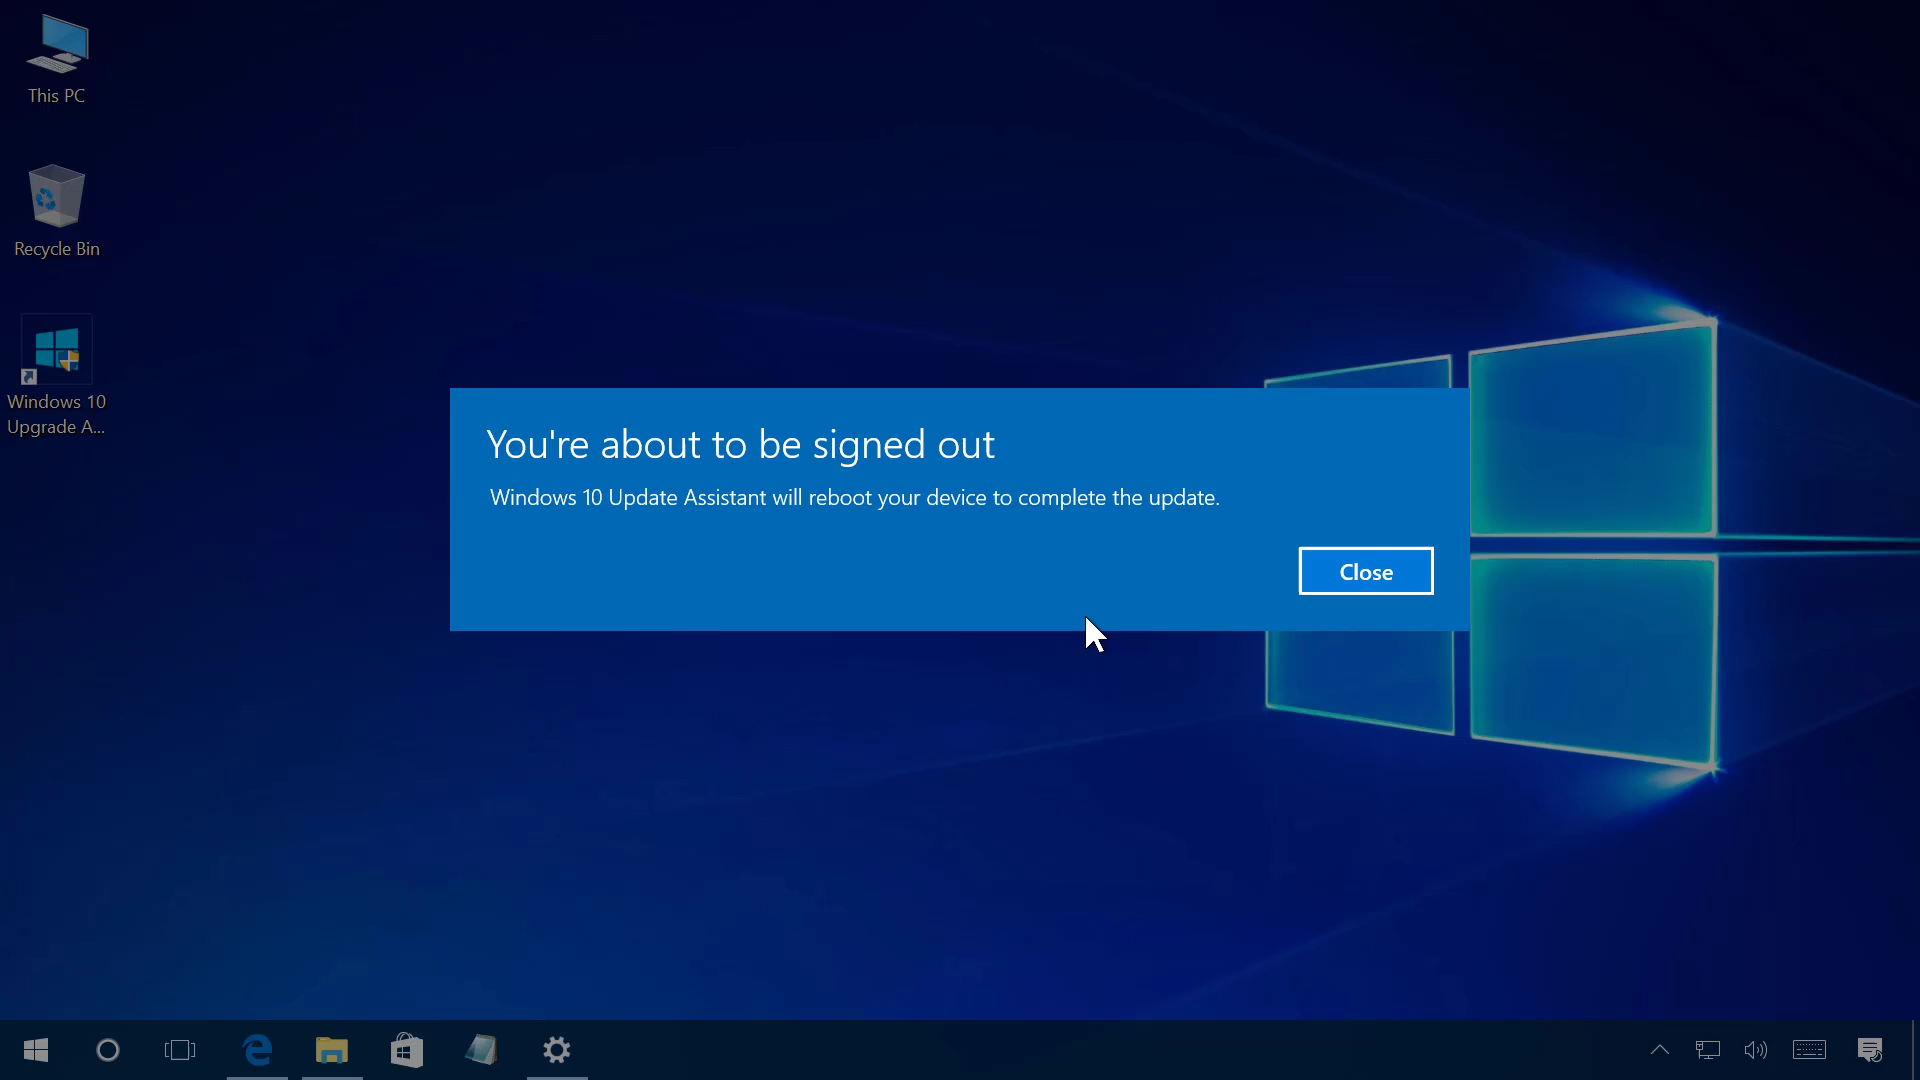 This PC
Recycle Bin
Windows 10
Upgrade A...
You're about to be signed out
Windows 10 Update Assistant will reboot your device to complete the update.
Close